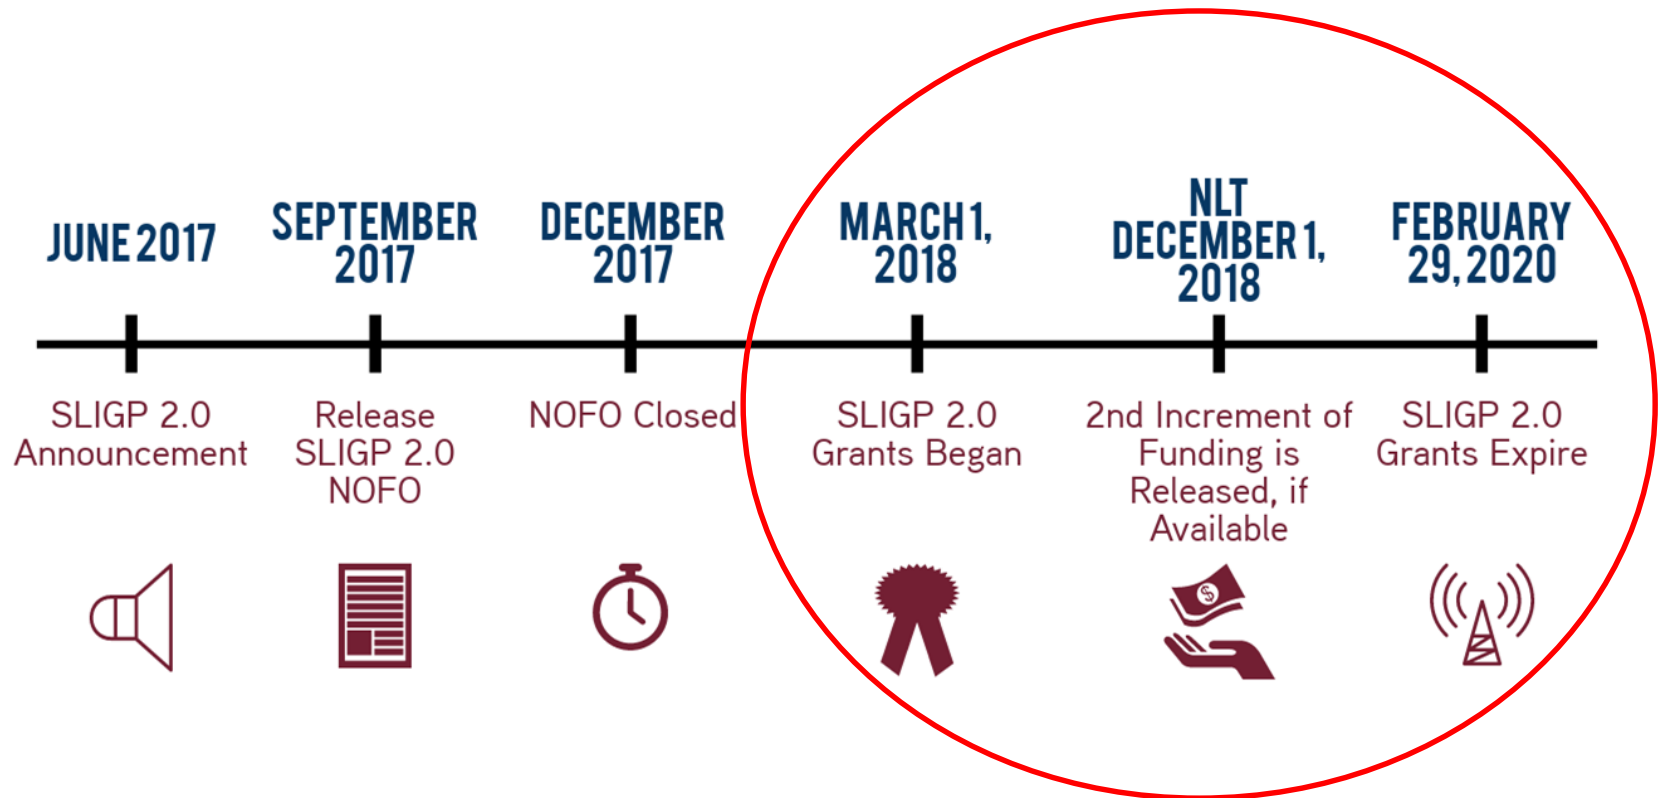 JUNE 2017
SLIGP 2.0
Announcement
SEPTEMBER
2017
Release
SLIGP 2.0
NOFO
DECEMBER
2017
NOFO Closed
MARCH 1,
2018
SLIGP 2.0
Grants Began
NLT
DECEMBER 1,
2018
2nd Increment of
Funding is
Released, if
Available
$
FEBRUARY
29, 2020
SLIGP 2.0
Grants Expire